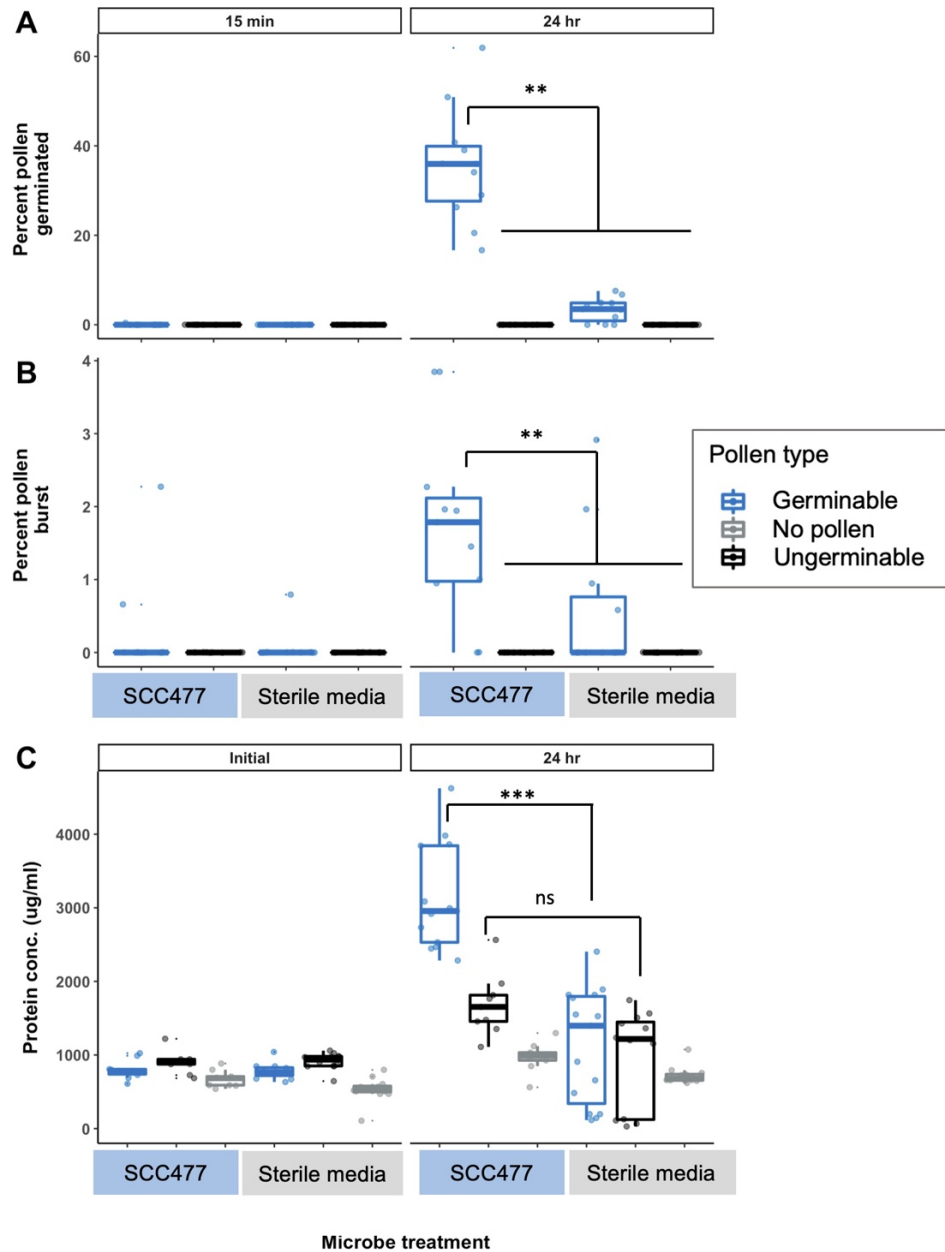 A
15 min
24 hr
Percent pollen
germinated
60
40
20
0
**
B
Percent pollen
burst
4
3
2
1
0
**
Pollen type
Germinable
No pollen
Ungerminable
SCC477
Sterile media
SCC477
Sterile media
C
Initial
24 hr
Protein conc. (ug/ml)
4000
3000
2000
1000
0
***
ns
SCC477
Sterile media
SCC477
Sterile media
Microbe treatment